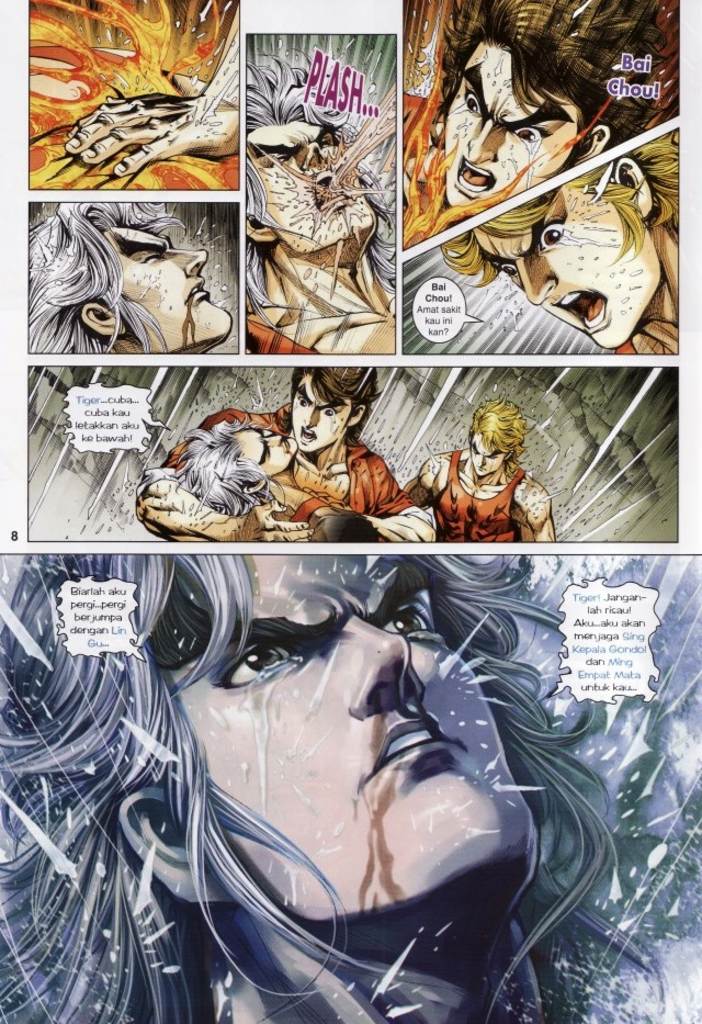 PLASH...
Bai
Chou!
Bai
Chou!
Amat sakit
kau ini
kan?
Tiger...cuba...
cuba kau
letakkan aku
ke bawah!
8
Biarlah aku
pergi...pergi
berjumpa
dengan Lin
Gu...
Tiger! Jangan-
lah risau!
Aku...aku akan
menjaga Sing
Kepala Gondol
dan Ming
Empat Mata
untuk kau...